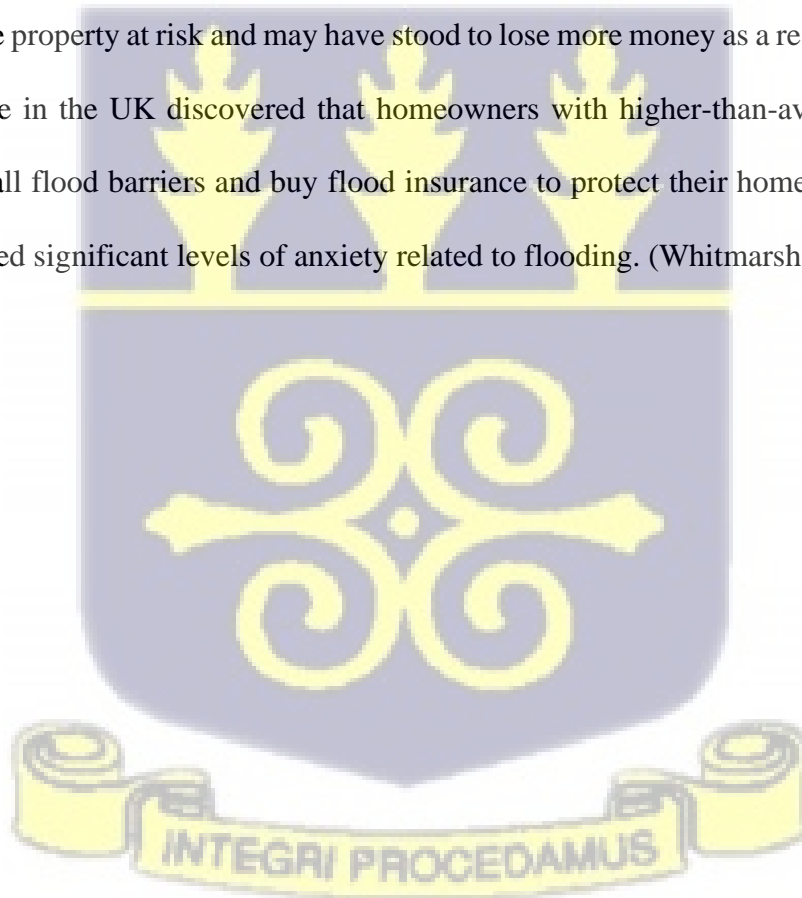 property at risk and may have stood to lose more money as a re
in the UK discovered that homeowners with higher-than-av
flood barriers and buy flood insurance to protect their home
significant levels of anxiety related to flooding. (Whitmarsh
INTEGRI PROCEDAMUS